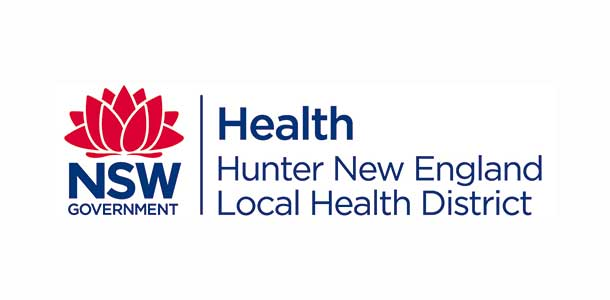 NSW
GOVERNMENT
Health
Hunter New England
Local Health District